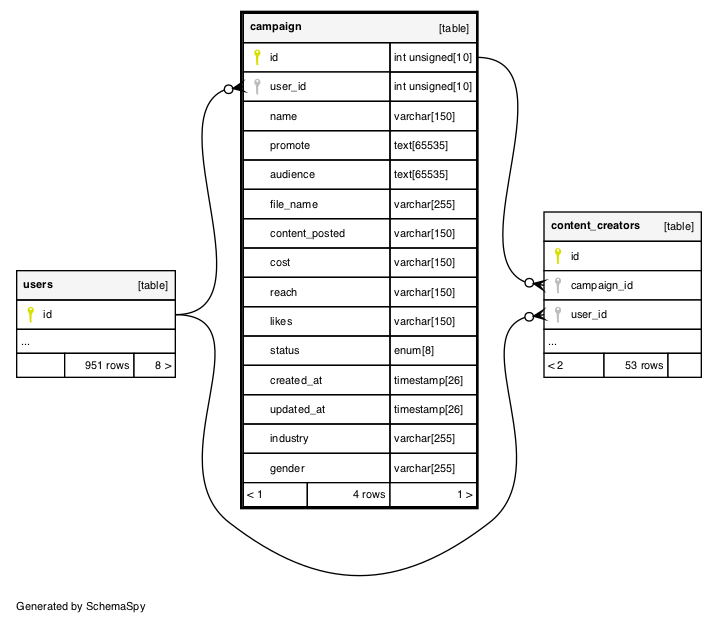 campaign [table]
id int unsigned[10]
user_id int unsigned[10]
name varchar[150]
promote text[65535]
audience text[65535]
file_name varchar[255]
content_posted varchar[150]
cost varchar[150]
reach varchar[150]
likes varchar[150]
status enum[8]
created_at timestamp[26]
updated_at timestamp[26]
industry varchar[255]
gender varchar[255]
< 1 4 rows 1 >
users [table]
id
...
951 rows 8 >
content_creators [table]
id
campaign_id
user_id
...
< 2 53 rows
Generated by SchemaSpy